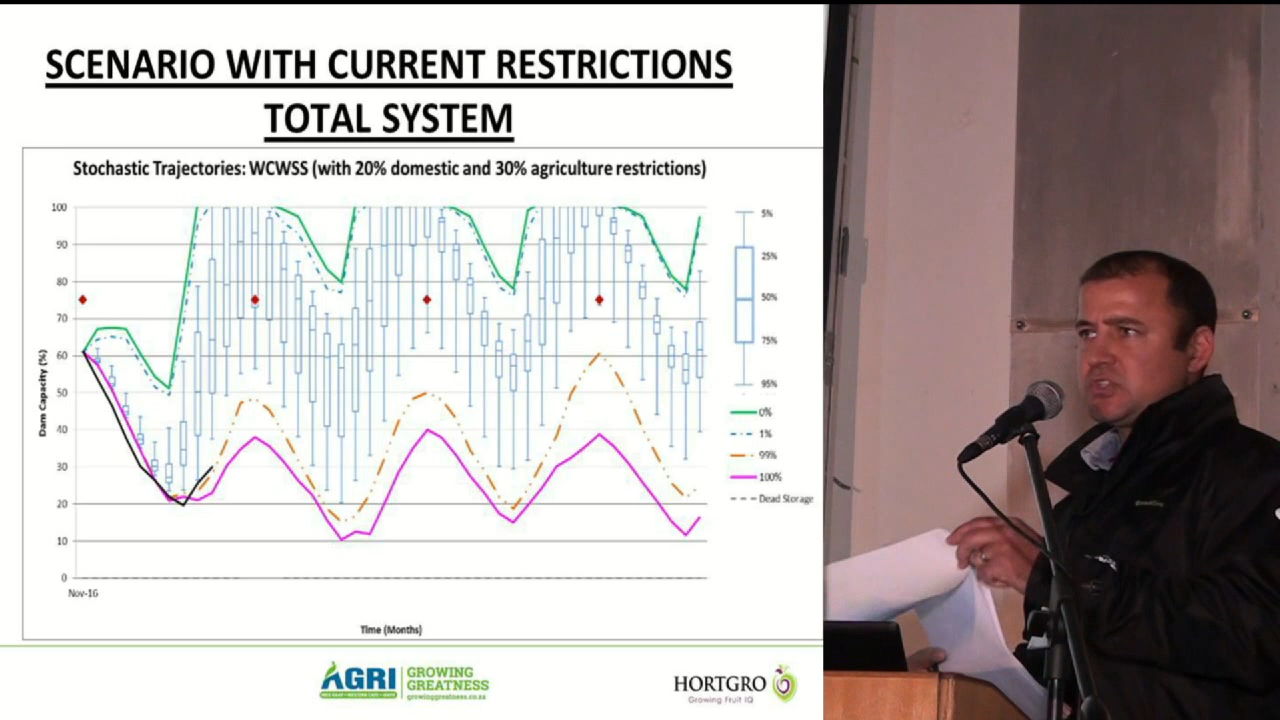 SCENARIO WITH CURRENT RESTRICTIONS
TOTAL SYSTEM
Stochastic Trajectories: WCWSS (with 20% domestic and 30% agriculture restrictions)
100
90
80
70
60
50
40
30
20
10
0
Dam Capacity (%)
Nov-16
Time (Months)
5%
25%
50%
75%
95%
0%
1%
99%
100%
Dead Storage
AGRI
GROWING
GREATNESS
growinggreatness.co.za
HORTGRO
Growing Fruit IQ